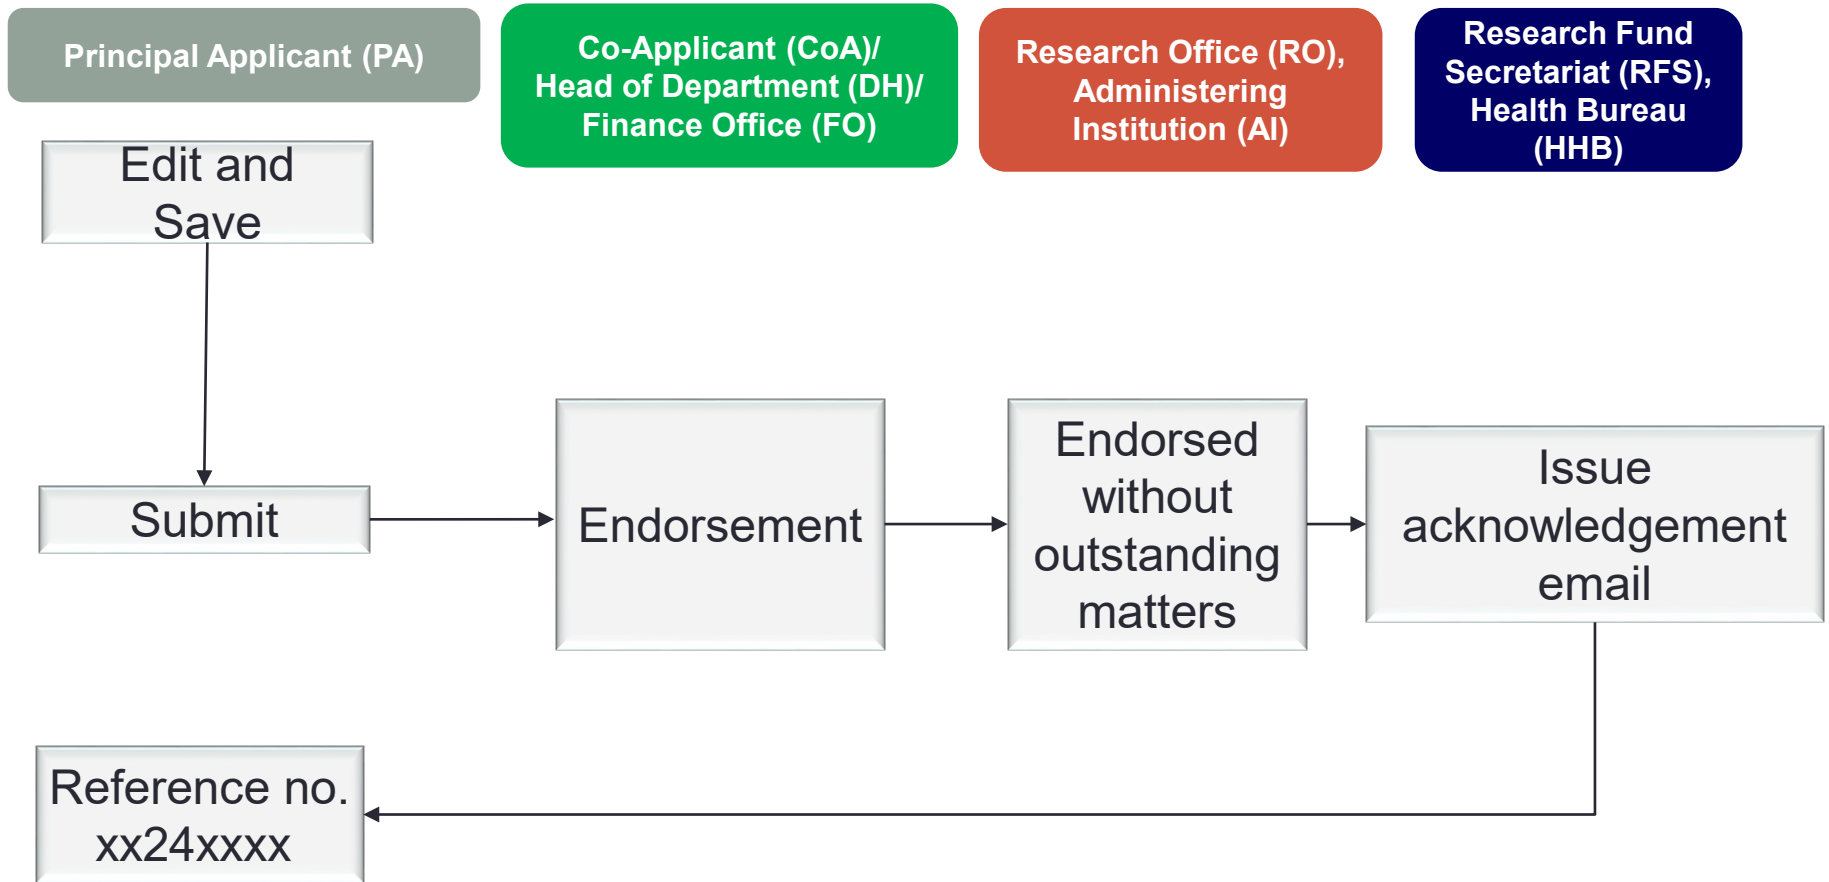 Principal Applicant (PA)
Co-Applicant (CoA)/
Head of Department (DH)/
Finance Office (FO)
Research Office (RO),
Administering
Institution (AI)
Research Fund
Secretariat (RFS),
Health Bureau
(HHB)
Edit and
Save
Submit
Endorsement
Endorsed
without
outstanding
matters
Issue
acknowledgement
email
Reference no.
xx24xxxx